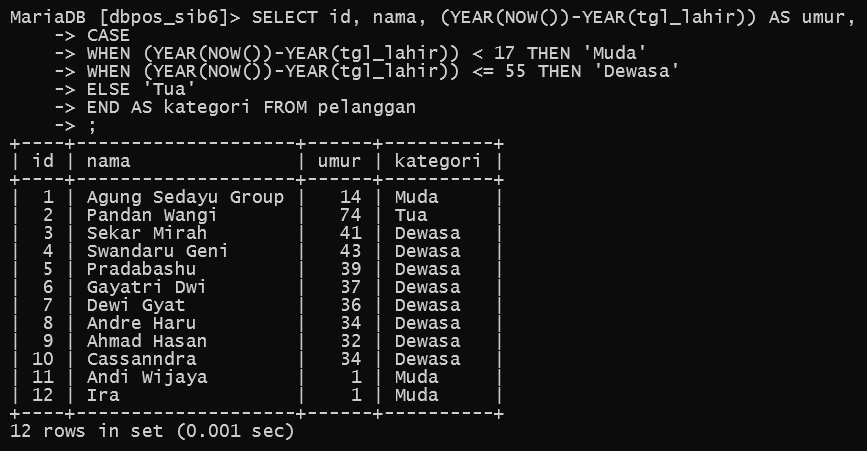 MariaDB [dbpos_sib6]> SELECT id, nama, (YEAR(NOW())-YEAR(tgl_lahir)) AS umur,
    -> CASE
    -> WHEN (YEAR(NOW())-YEAR(tgl_lahir)) < 17 THEN 'Muda'
    -> WHEN (YEAR(NOW())-YEAR(tgl_lahir)) <= 55 THEN 'Dewasa'
    -> ELSE 'Tua'
    -> END AS kategori FROM pelanggan
    -> ;
+----+--------------------+------+----------+
| id | nama               | umur | kategori |
+----+--------------------+------+----------+
|  1 | Agung Sedayu Group |   14 | Muda     |
|  2 | Pandan Wangi       |   74 | Tua      |
|  3 | Sekar Mirah        |   41 | Dewasa   |
|  4 | Swandaru Geni      |   43 | Dewasa   |
|  5 | Pradabashu         |   39 | Dewasa   |
|  6 | Gayatri Dwi        |   37 | Dewasa   |
|  7 | Dewi Gyat          |   36 | Dewasa   |
|  8 | Andre Haru         |   34 | Dewasa   |
|  9 | Ahmad Hasan        |   32 | Dewasa   |
| 10 | Cassanndra         |   34 | Dewasa   |
| 11 | Andi Wijaya        |    1 | Muda     |
| 12 | Ira                |    1 | Muda     |
+----+--------------------+------+----------+
12 rows in set (0.001 sec)